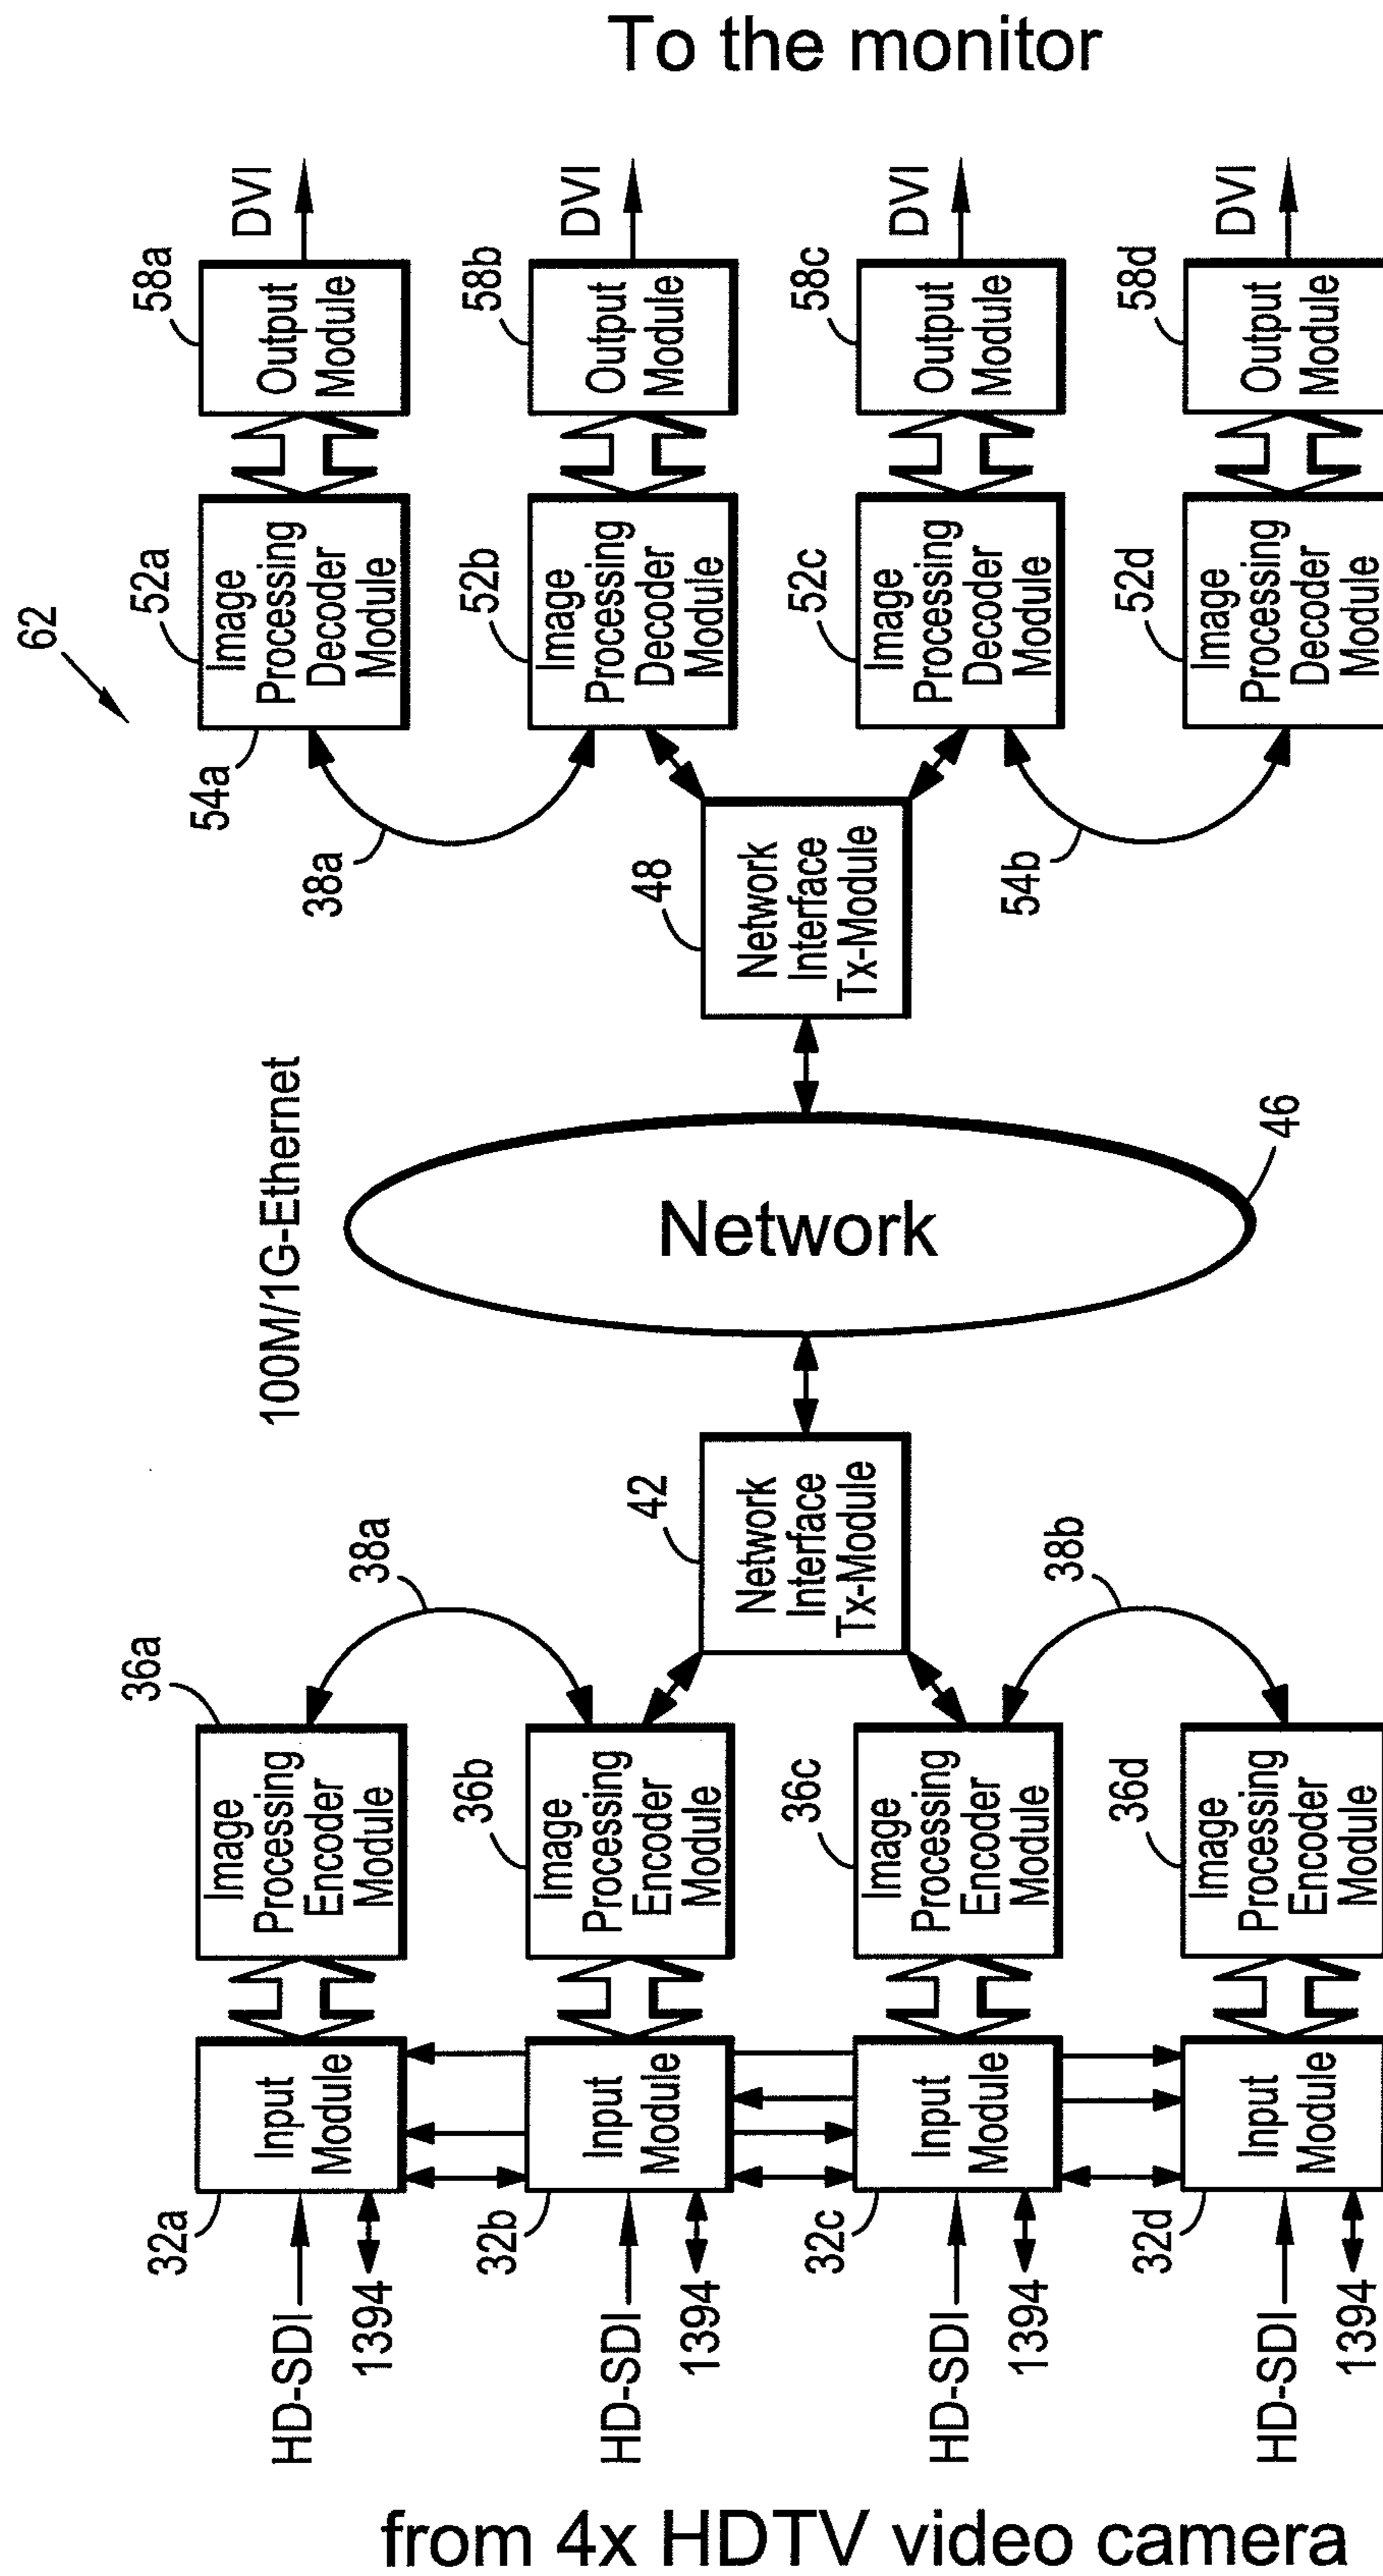 from 4x HDTV video camera
To the monitor
62
100M/1G-Ethernet
HD-SDI
1394
32a
Input
Module
36a
Image
Processing
Encoder
Module
38a
52a
54a
Image
Processing
Decoder
Module
38a
58a
Output
Module
DVI
HD-SDI
1394
32b
Input
Module
36b
Image
Processing
Encoder
Module
42
Network
Interface
Tx-Module
Network
46
48
Network
Interface
Tx-Module
52b
Image
Processing
Decoder
Module
58b
Output
Module
DVI
HD-SDI
1394
32c
Input
Module
36c
Image
Processing
Encoder
Module
38b
54b
52c
Image
Processing
Decoder
Module
58c
Output
Module
DVI
HD-SDI
1394
32d
Input
Module
36d
Image
Processing
Encoder
Module
52d
Image
Processing
Decoder
Module
58d
Output
Module
DVI